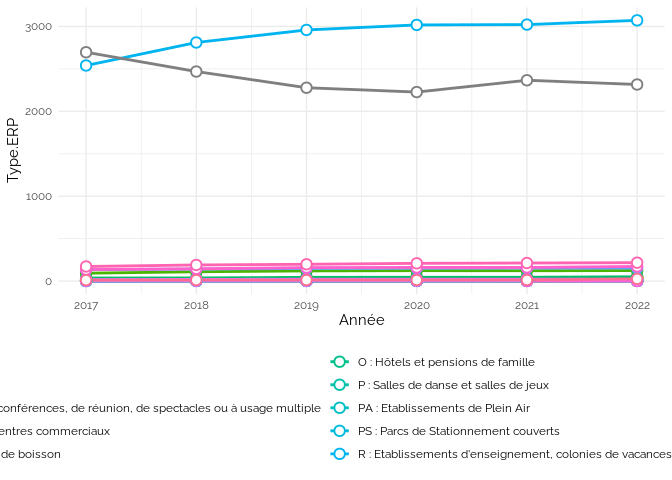 3000
2000
1000
0
Type.ERP
2017 2018 2019 2020 2021 2022
Année
O : Hôtels et pensions de famille
P : Salles de danse et salles de jeux
conférences, de réunion, de spectacles ou à usage multiple
PA : Etablissements de Plein Air
entres commerciaux
PS : Parcs de Stationnement couverts
de boisson
R : Etablissements d'enseignement, colonies de vacances